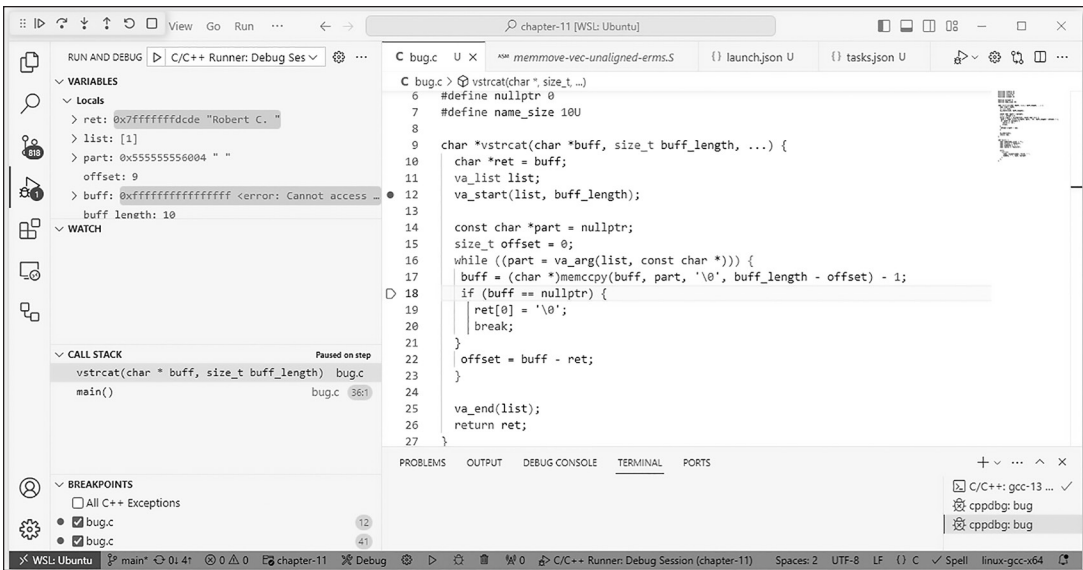 View Go Run ··· chapter-11 [WSL: Ubuntu]
RUN AND DEBUG C/C++ Runner: Debug Ses ···
VARIABLES
Locals
ret: 0x7fffffffdcde "Robert C. "
list: [1]
part: 0x555555556004 " "
offset: 9
buff: 0xffffffffffffffff <error: Cannot access …
buff length: 10
WATCH
CALL STACK Paused on step
vstrcat(char * buff, size_t buff_length) bug.c
main() bug.c 36:1
BREAKPOINTS
All C++ Exceptions
bug.c 12
bug.c 41
818
1
C bug.c U × ASM memmove-vec-unaligned-erms.S {} launch.json U {} tasks.json U ···
C bug.c > vstrcat(char *, size_t, ...)
6 #define nullptr 0
7 #define name_size 10U
8
9 char *vstrcat(char *buff, size_t buff_length, ...) {
10 char *ret = buff;
11 va_list list;
12 va_start(list, buff_length);
13
14 const char *part = nullptr;
15 size_t offset = 0;
16 while ((part = va_arg(list, const char *))) {
17 buff = (char *)memccpy(buff, part, '\0', buff_length - offset) - 1;
18 if (buff == nullptr) {
19 ret[0] = '\0';
20 break;
21 }
22 offset = buff - ret;
23 }
24
25 va_end(list);
26 return ret;
27 }
PROBLEMS OUTPUT DEBUG CONSOLE TERMINAL PORTS
C/C++: gcc-13 ...
cppdbg: bug
cppdbg: bug
WSL: Ubuntu main* 0↓ 4↑ 0 0 chapter-11 Debug 0 C/C++ Runner: Debug Session (chapter-11) Spaces: 2 UTF-8 LF {} C Spell linux-gcc-x64